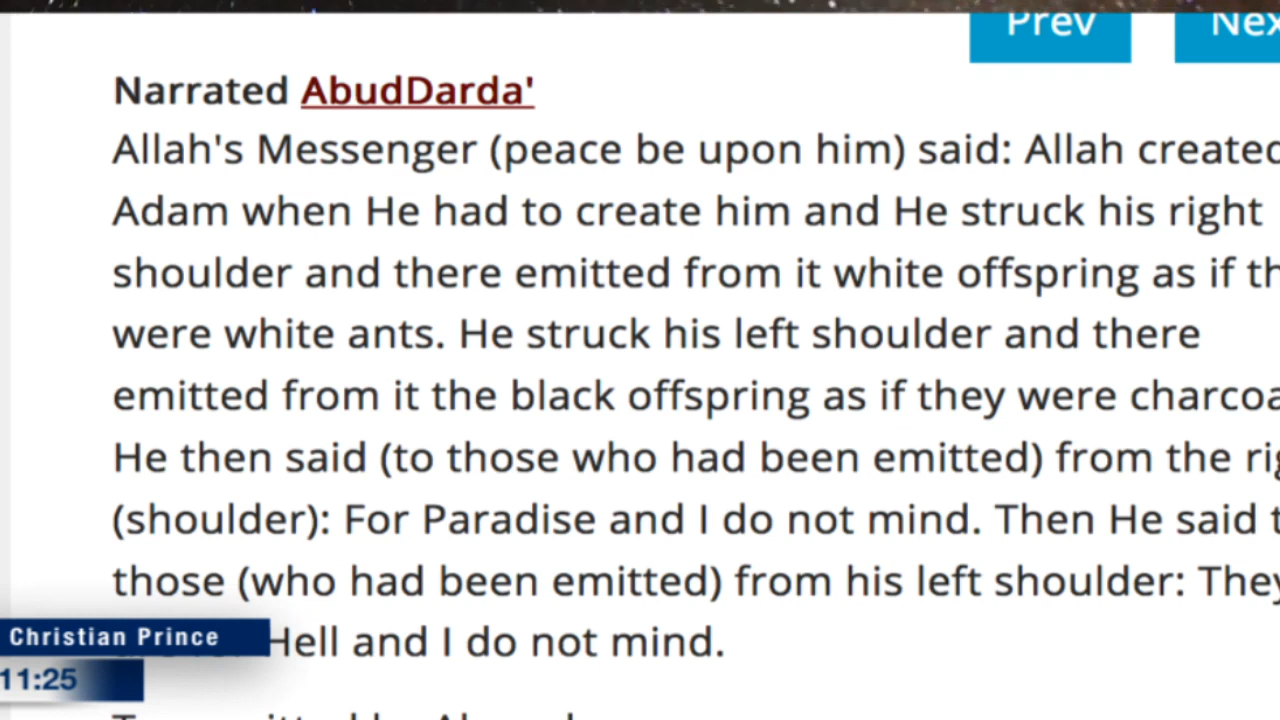 Prev
Narrated AbudDarda'
Allah's Messenger (peace be upon him) said: Allah created
Adam when He had to create him and He struck his right
shoulder and there emitted from it white offspring as if
were white ants. He struck his left shoulder and there
emitted from it the black offspring as if they were
He then said (to those who had been emitted) from the
(shoulder): For Paradise and I do not mind. Then He said
those (who had been emitted) from his left shoulder: They
Hell and I do not mind.
Christian Prince
11:25